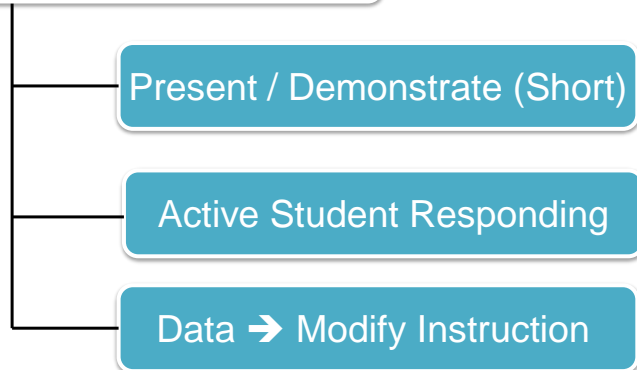 Present / Demonstrate (Short)
Active Student Responding
Data ➔ Modify Instruction